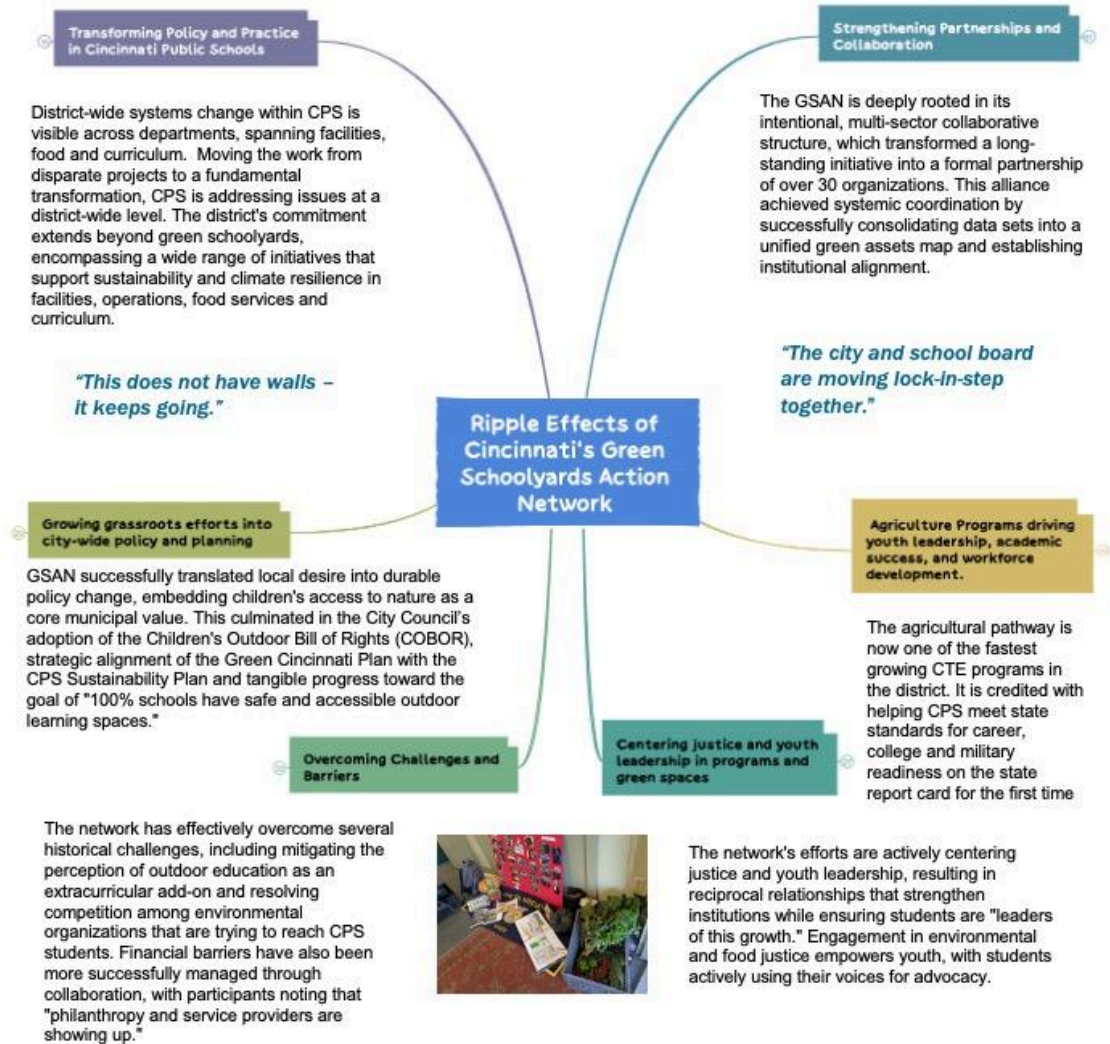 Transforming Policy and Practice
in Cincinnati Public Schools
District-wide systems change within CPS is
visible across departments, spanning facilities,
food and curriculum.  Moving the work from
disparate projects to a fundamental
transformation, CPS is addressing issues at a
district-wide level. The district's commitment
extends beyond green schoolyards,
encompassing a wide range of initiatives that
support sustainability and climate resilience in
facilities, operations, food services and
curriculum.
"This does not have walls –
it keeps going."
Strengthening Partnerships and
Collaboration
The GSAN is deeply rooted in its
intentional, multi-sector collaborative
structure, which transformed a long-
standing initiative into a formal partnership
of over 30 organizations. This alliance
achieved systemic coordination by
successfully consolidating data sets into a
unified green assets map and establishing
institutional alignment.
"The city and school board
are moving lock-in-step
together."
Ripple Effects of
Cincinnati's Green
Schoolyards Action
Network
Growing grassroots efforts into
city-wide policy and planning
GSAN successfully translated local desire into durable
policy change, embedding children's access to nature as a
core municipal value. This culminated in the City Council's
adoption of the Children's Outdoor Bill of Rights (COBOR),
strategic alignment of the Green Cincinnati Plan with the
CPS Sustainability Plan and tangible progress toward the
goal of "100% schools have safe and accessible outdoor
learning spaces."
Agriculture Programs driving
youth leadership, academic
success, and workforce
development.
The agricultural pathway is
now one of the fastest
growing CTE programs in
the district. It is credited with
helping CPS meet state
standards for career,
college and military
readiness on the state
report card for the first time
Overcoming Challenges and
Barriers
The network has effectively overcome several
historical challenges, including mitigating the
perception of outdoor education as an
extracurricular add-on and resolving
competition among environmental
organizations that are trying to reach CPS
students. Financial barriers have also been
more successfully managed through
collaboration, with participants noting that
"philanthropy and service providers are
showing up."
Centering justice and youth
leadership in programs and
green spaces
The network's efforts are actively centering
justice and youth leadership, resulting in
reciprocal relationships that strengthen
institutions while ensuring students are "leaders
of this growth." Engagement in environmental
and food justice empowers youth, with students
actively using their voices for advocacy.